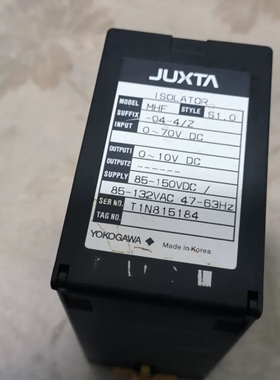 JUXTA
ISOLATOR
MODEL MHF STYLE S1.0
SUFFIX -04-4/Z
INPUT 0~70V DC
OUTPUT1 0~10V DC
OUTPUT2 ------
SUPPLY 85-150VDC /
85-132VAC 47-63Hz
SER NO. T1N815184
TAG NO.
YOKOGAWA Made in Korea